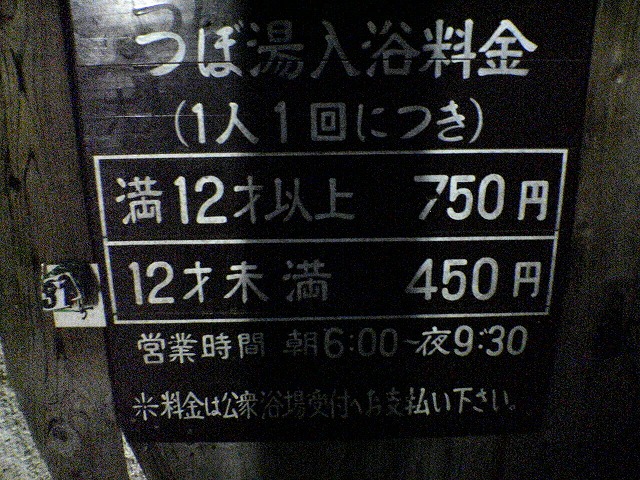 つぼ湯入浴料金
(1人1回につき)
満12才以上 750円
12才未満 450円
営業時間 朝6:00~夜9:30
※料金は公衆浴場受付へお支払い下さい。
31